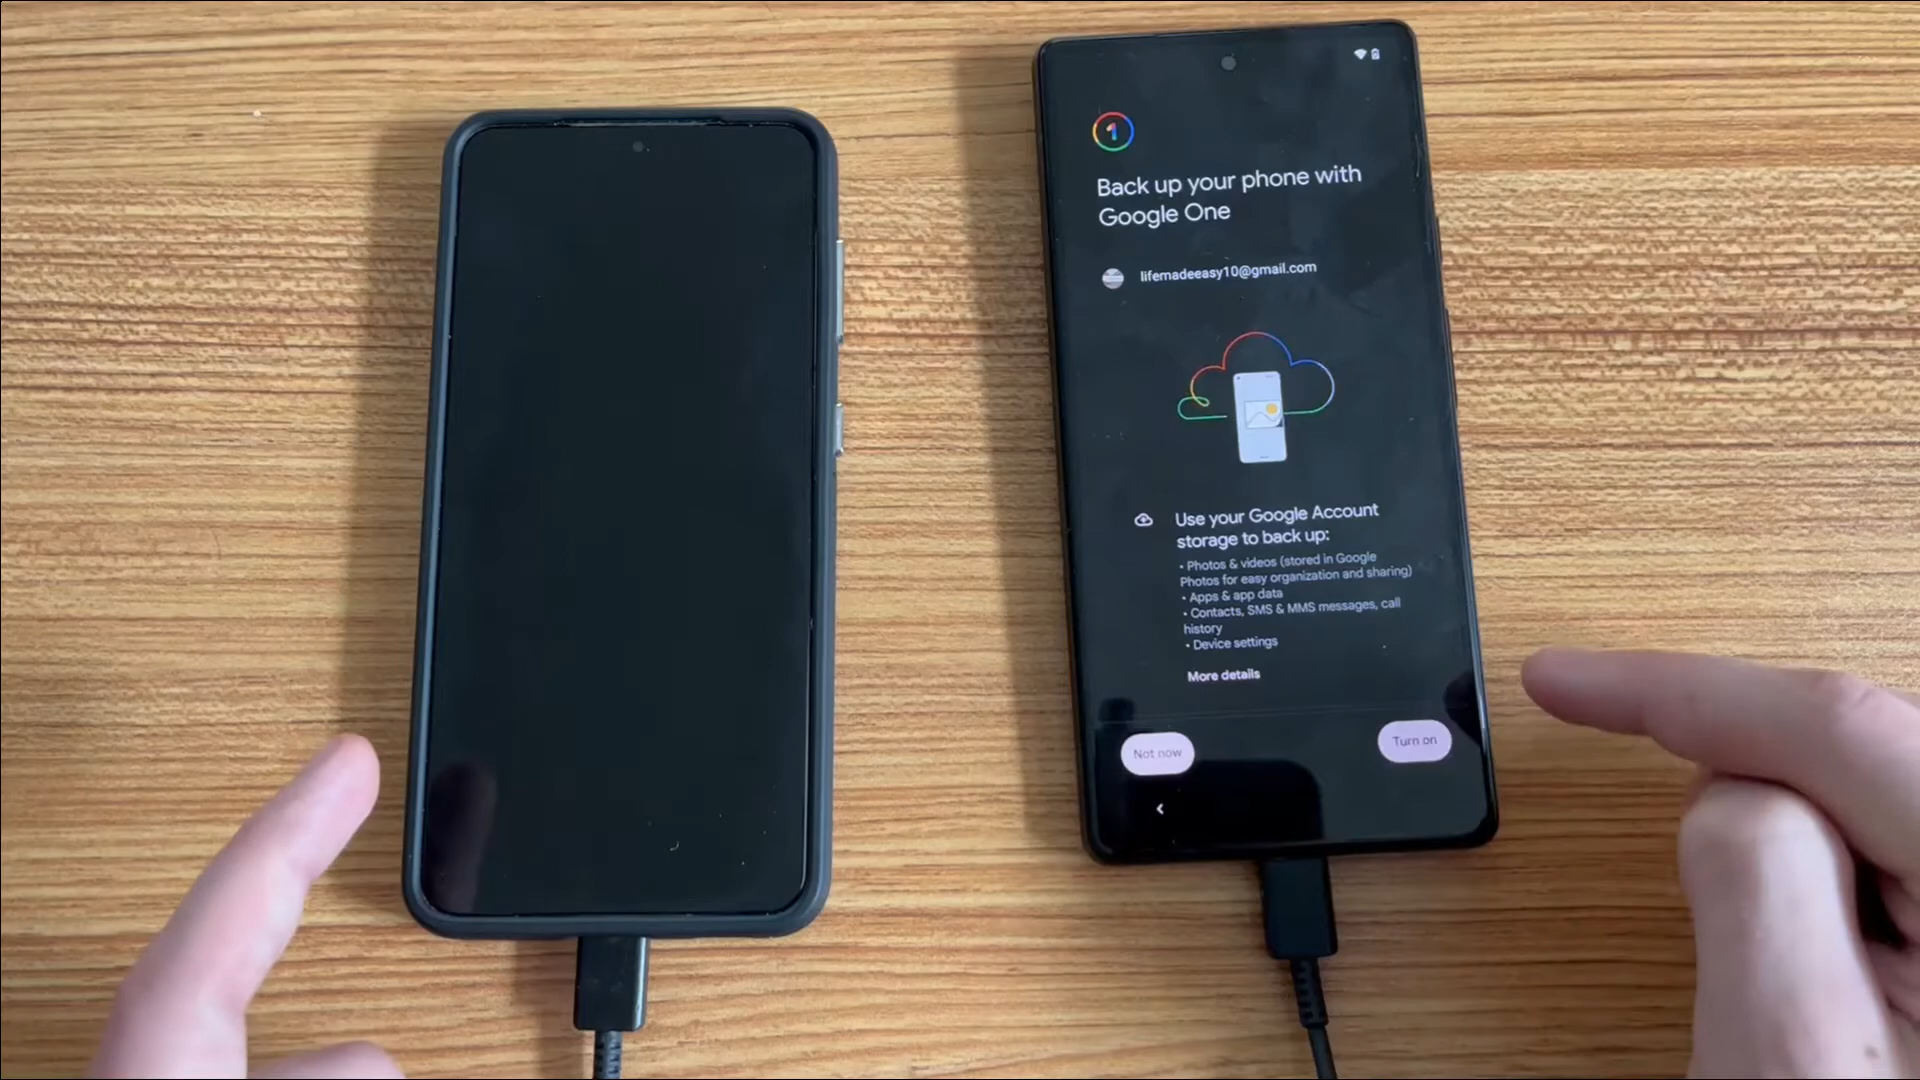 1
Back up your phone with
Google One
lifemadeeasy10@gmail.com
Use your Google Account
storage to back up:
• Photos & videos (stored in Google
Photos for easy organization and sharing)
• Apps & app data
• Contacts, SMS & MMS messages, call
history
• Device settings
More details
Not now
Turn on